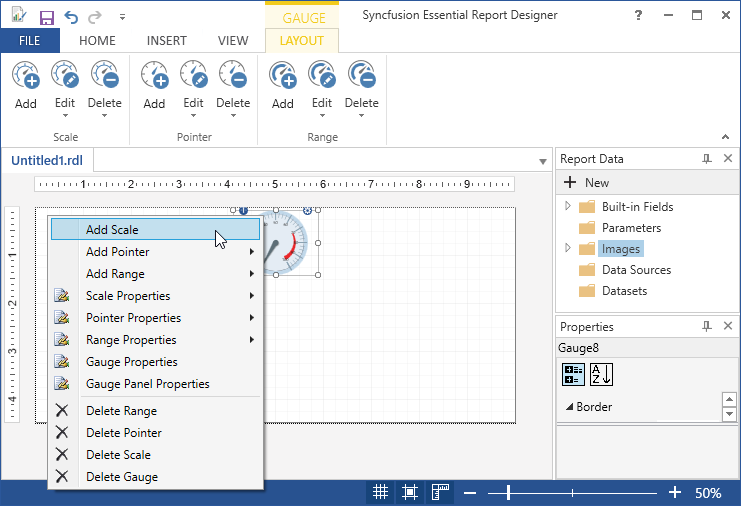 GAUGE
Syncfusion Essential Report Designer
?
FILE
HOME
INSERT
VIEW
LAYOUT
Add
Edit
Delete
Add
Edit
Delete
Add
Edit
Delete
Scale
Pointer
Range
Untitled1.rdl
1 2 3 4 5 6 7 8 9
1
2
3
4
Add Scale
Add Pointer
Add Range
Scale Properties
Pointer Properties
Range Properties
Gauge Properties
Gauge Panel Properties
Delete Range
Delete Pointer
Delete Scale
Delete Gauge
Report Data
New
Built-in Fields
Parameters
Images
Data Sources
Datasets
Properties
Gauge8
A
Z
Border
50%